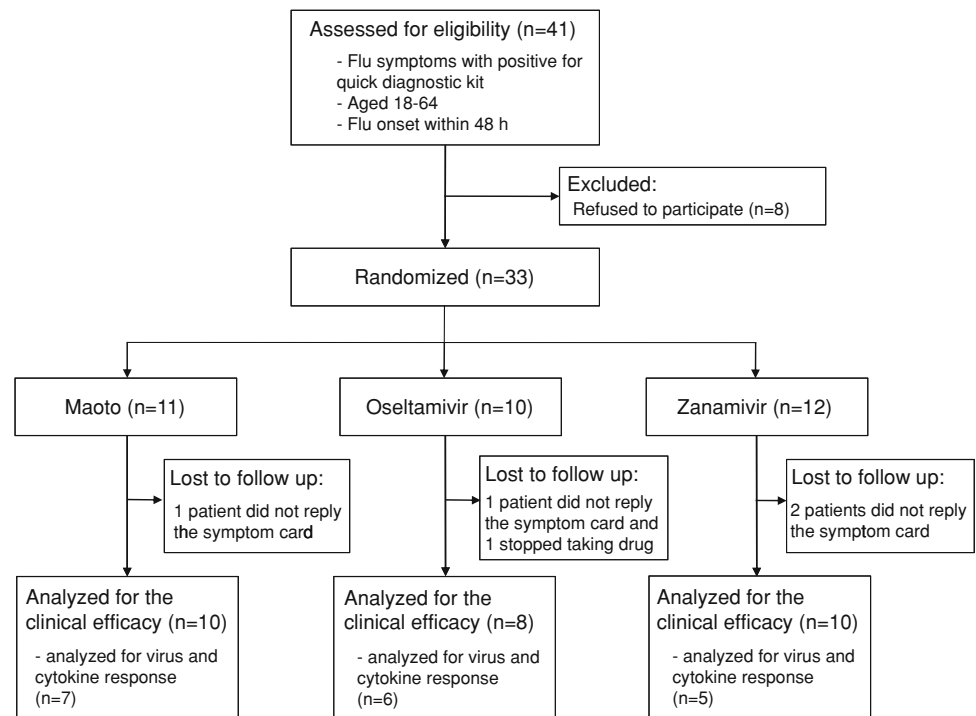 Assessed for eligibility (n=41)
- Flu symptoms with positive for
quick diagnostic kit
- Aged 18-64
- Flu onset within 48 h
Excluded:
Refused to participate (n=8)
Randomized (n=33)
Maoto (n=11)
Oseltamivir (n=10)
Zanamivir (n=12)
Lost to follow up:
1 patient did not reply
the symptom card
Lost to follow up:
1 patient did not reply
the symptom card and
1 stopped taking drug
Lost to follow up:
2 patients did not reply
the symptom card
Analyzed for the
clinical efficacy (n=10)
- analyzed for virus and
cytokine response
(n=7)
Analyzed for the
clinical efficacy (n=8)
- analyzed for virus and
cytokine response
(n=6)
Analyzed for the
clinical efficacy (n=10)
- analyzed for virus and
cytokine response
(n=5)